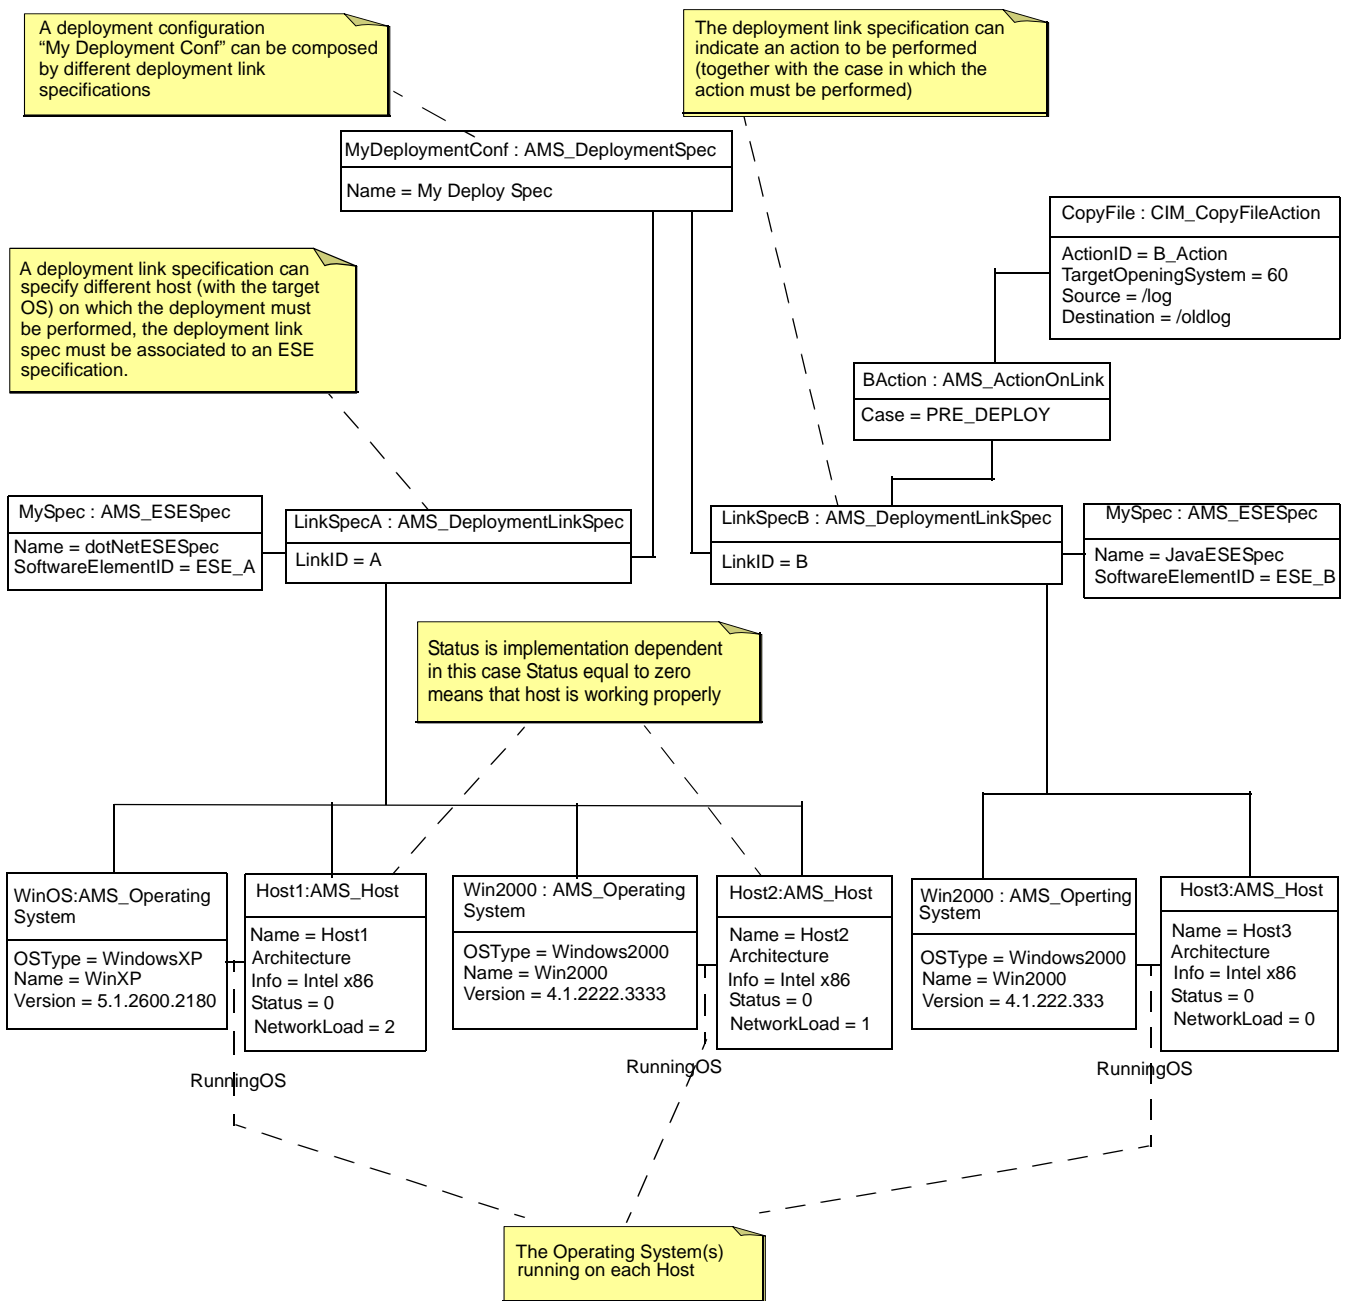 A deployment configuration
“My Deployment Conf” can be composed
by different deployment link
specifications
The deployment link specification can
indicate an action to be performed
(together with the case in which the
action must be performed)
MyDeploymentConf : AMS_DeploymentSpec
Name = My Deploy Spec
CopyFile : CIM_CopyFileAction
ActionID = B_Action
TargetOpeningSystem = 60
Source = /log
Destination = /oldlog
A deployment link specification can
specify different host (with the target
OS) on which the deployment must
be performed, the deployment link
spec must be associated to an ESE
specification.
BAction : AMS_ActionOnLink
Case = PRE_DEPLOY
MySpec : AMS_ESESpec
Name = dotNetESESpec
SoftwareElementID = ESE_A
LinkSpecA : AMS_DeploymentLinkSpec
LinkID = A
LinkSpecB : AMS_DeploymentLinkSpec
LinkID = B
MySpec : AMS_ESESpec
Name = JavaESESpec
SoftwareElementID = ESE_B
Status is implementation dependent
in this case Status equal to zero
means that host is working properly
WinOS:AMS_Operating
System
OSType = WindowsXP
Name = WinXP
Version = 5.1.2600.2180
Host1:AMS_Host
Name = Host1
Architecture
Info = Intel x86
Status = 0
NetworkLoad = 2
Win2000 : AMS_Operating
System
OSType = Windows2000
Name = Win2000
Version = 4.1.2222.3333
Host2:AMS_Host
Name = Host2
Architecture
Info = Intel x86
Status = 0
NetworkLoad = 1
Win2000 : AMS_Operting
System
OSType = Windows2000
Name = Win2000
Version = 4.1.222.333
Host3:AMS_Host
Name = Host3
Architecture
Info = Intel x86
Status = 0
NetworkLoad = 0
RunningOS
RunningOS
RunningOS
The Operating System(s)
running on each Host